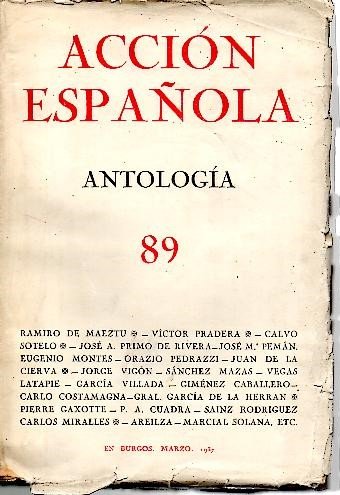 ACCIÓN
ESPAÑOLA
ANTOLOGÍA
89
RAMIRO DE MAEZTU ✠ — VÍCTOR PRADERA ✠ — CALVO
SOTELO ✠ — JOSÉ A. PRIMO DE RIVERA — JOSÉ M.ª PEMÁN.
EUGENIO MONTES — ORAZIO PEDRAZZI — JUAN DE LA
CIERVA ✠ — JORGE VIGÓN — SÁNCHEZ MAZAS — VEGAS
LATAPIE — GARCÍA VILLADA — GIMÉNEZ CABALLERO —
CARLO COSTAMAGNA — GRAL. GARCÍA DE LA HERRAN ✠
PIERRE GAXOTTE — P. A. CUADRA — SAINZ RODRIGUEZ
CARLOS MIRALLES ✠ — AREILZA — MARCIAL SOLANA, ETC.
EN BURGOS. MARZO. 1937